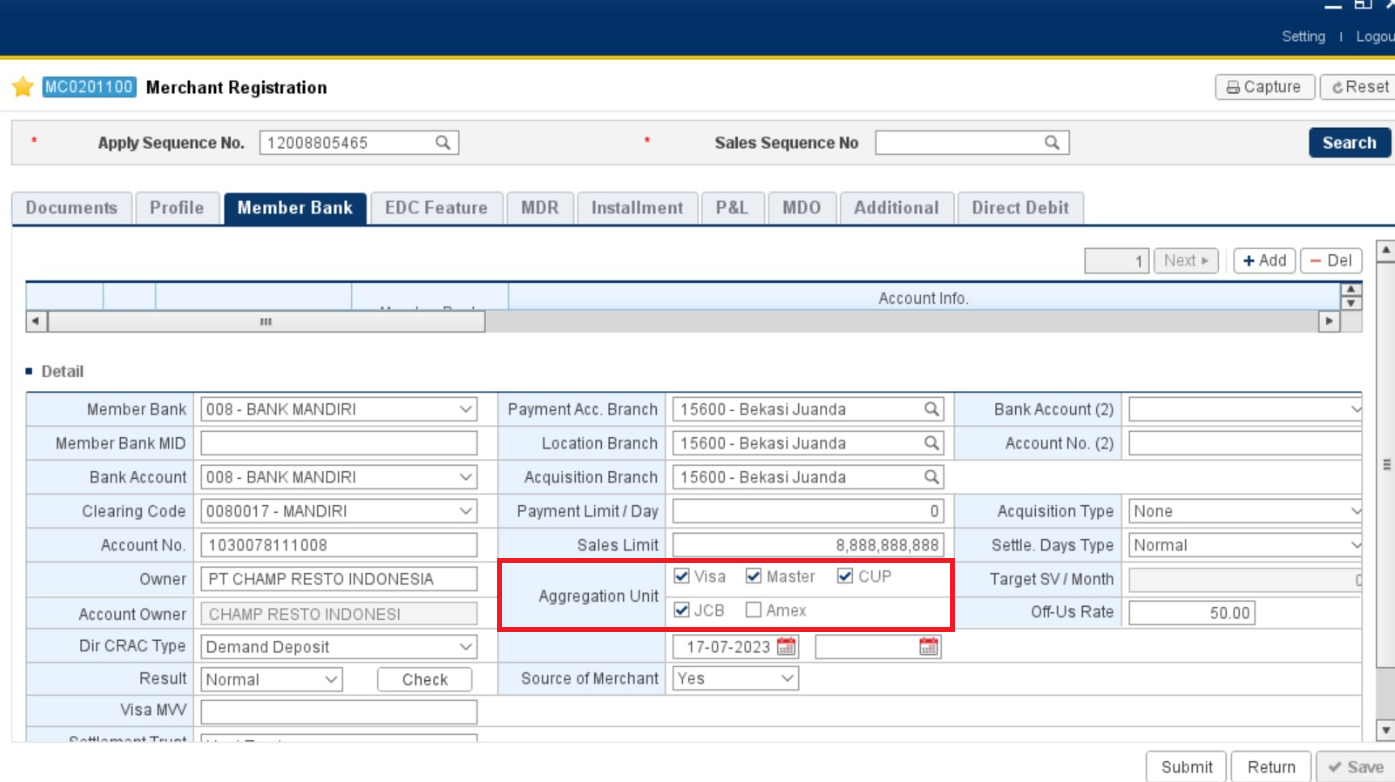 Setting | Logou
MC0201100 Merchant Registration Capture Reset
* Apply Sequence No. 12008805465 * Sales Sequence No Search
Documents Profile Member Bank EDC Feature MDR Installment P&L MDO Additional Direct Debit
1 Next + Add − Del
Account Info.
Detail
Member Bank 008 - BANK MANDIRI Payment Acc. Branch 15600 - Bekasi Juanda Bank Account (2)
Member Bank MID Location Branch 15600 - Bekasi Juanda Account No. (2)
Bank Account 008 - BANK MANDIRI Acquisition Branch 15600 - Bekasi Juanda
Clearing Code 0080017 - MANDIRI Payment Limit / Day 0 Acquisition Type None
Account No. 1030078111008 Sales Limit 8,888,888,888 Settle. Days Type Normal
Owner PT CHAMP RESTO INDONESIA Aggregation Unit Visa Master CUP Target SV / Month 0
Account Owner CHAMP RESTO INDONESI JCB Amex Off-Us Rate 50.00
Dir CRAC Type Demand Deposit 17-07-2023
Result Normal Check Source of Merchant Yes
Visa MVV
Submit Return Save